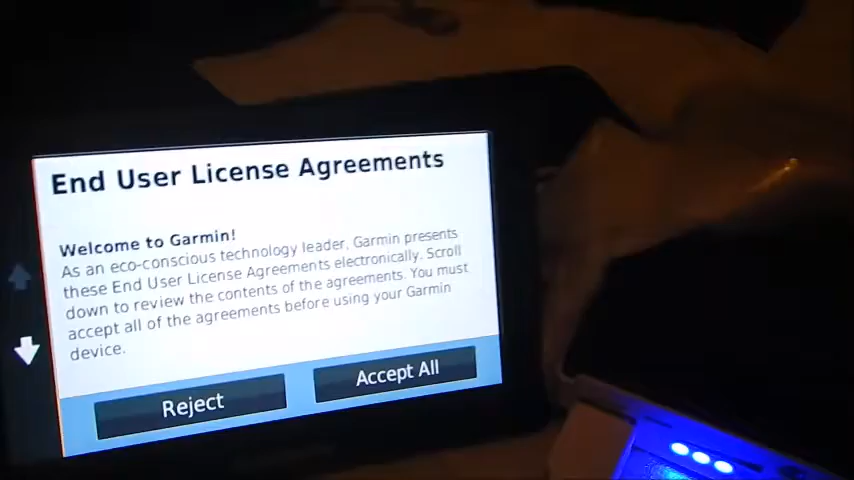 End User License Agreements
Welcome to Garmin!
As an eco-conscious technology leader, Garmin presents
these End User License Agreements electronically. Scroll
down to review the contents of the agreements. You must
accept all of the agreements before using your Garmin
device.
Reject
Accept All